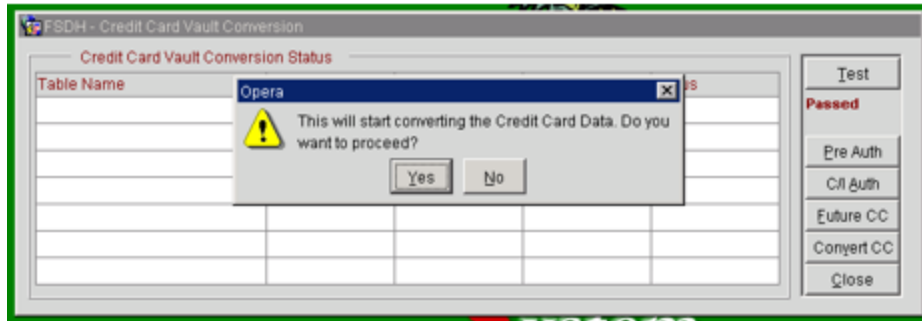 FSDH - Credit Card Vault Conversion
Credit Card Vault Conversion Status
Table Name
Opera
This will start converting the Credit Card Data. Do you
want to proceed?
Yes
No
Test
Passed
Pre Auth
C/I Auth
Future CC
Convert CC
Close